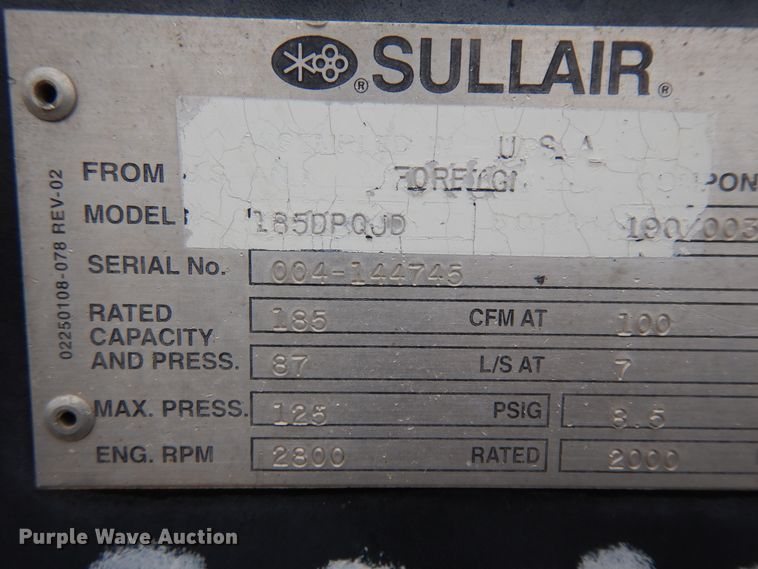 SULLAIR
U S A
FROM FOREIGN
MODEL 185DPQJD 190/003
SERIAL No. 004-144745
RATED CAPACITY AND PRESS. 185 CFM AT 100
87 L/S AT 7
MAX. PRESS. 125 PSIG 8.5
ENG. RPM 2800 RATED 2000
02250108-078 REV-02
Purple Wave Auction